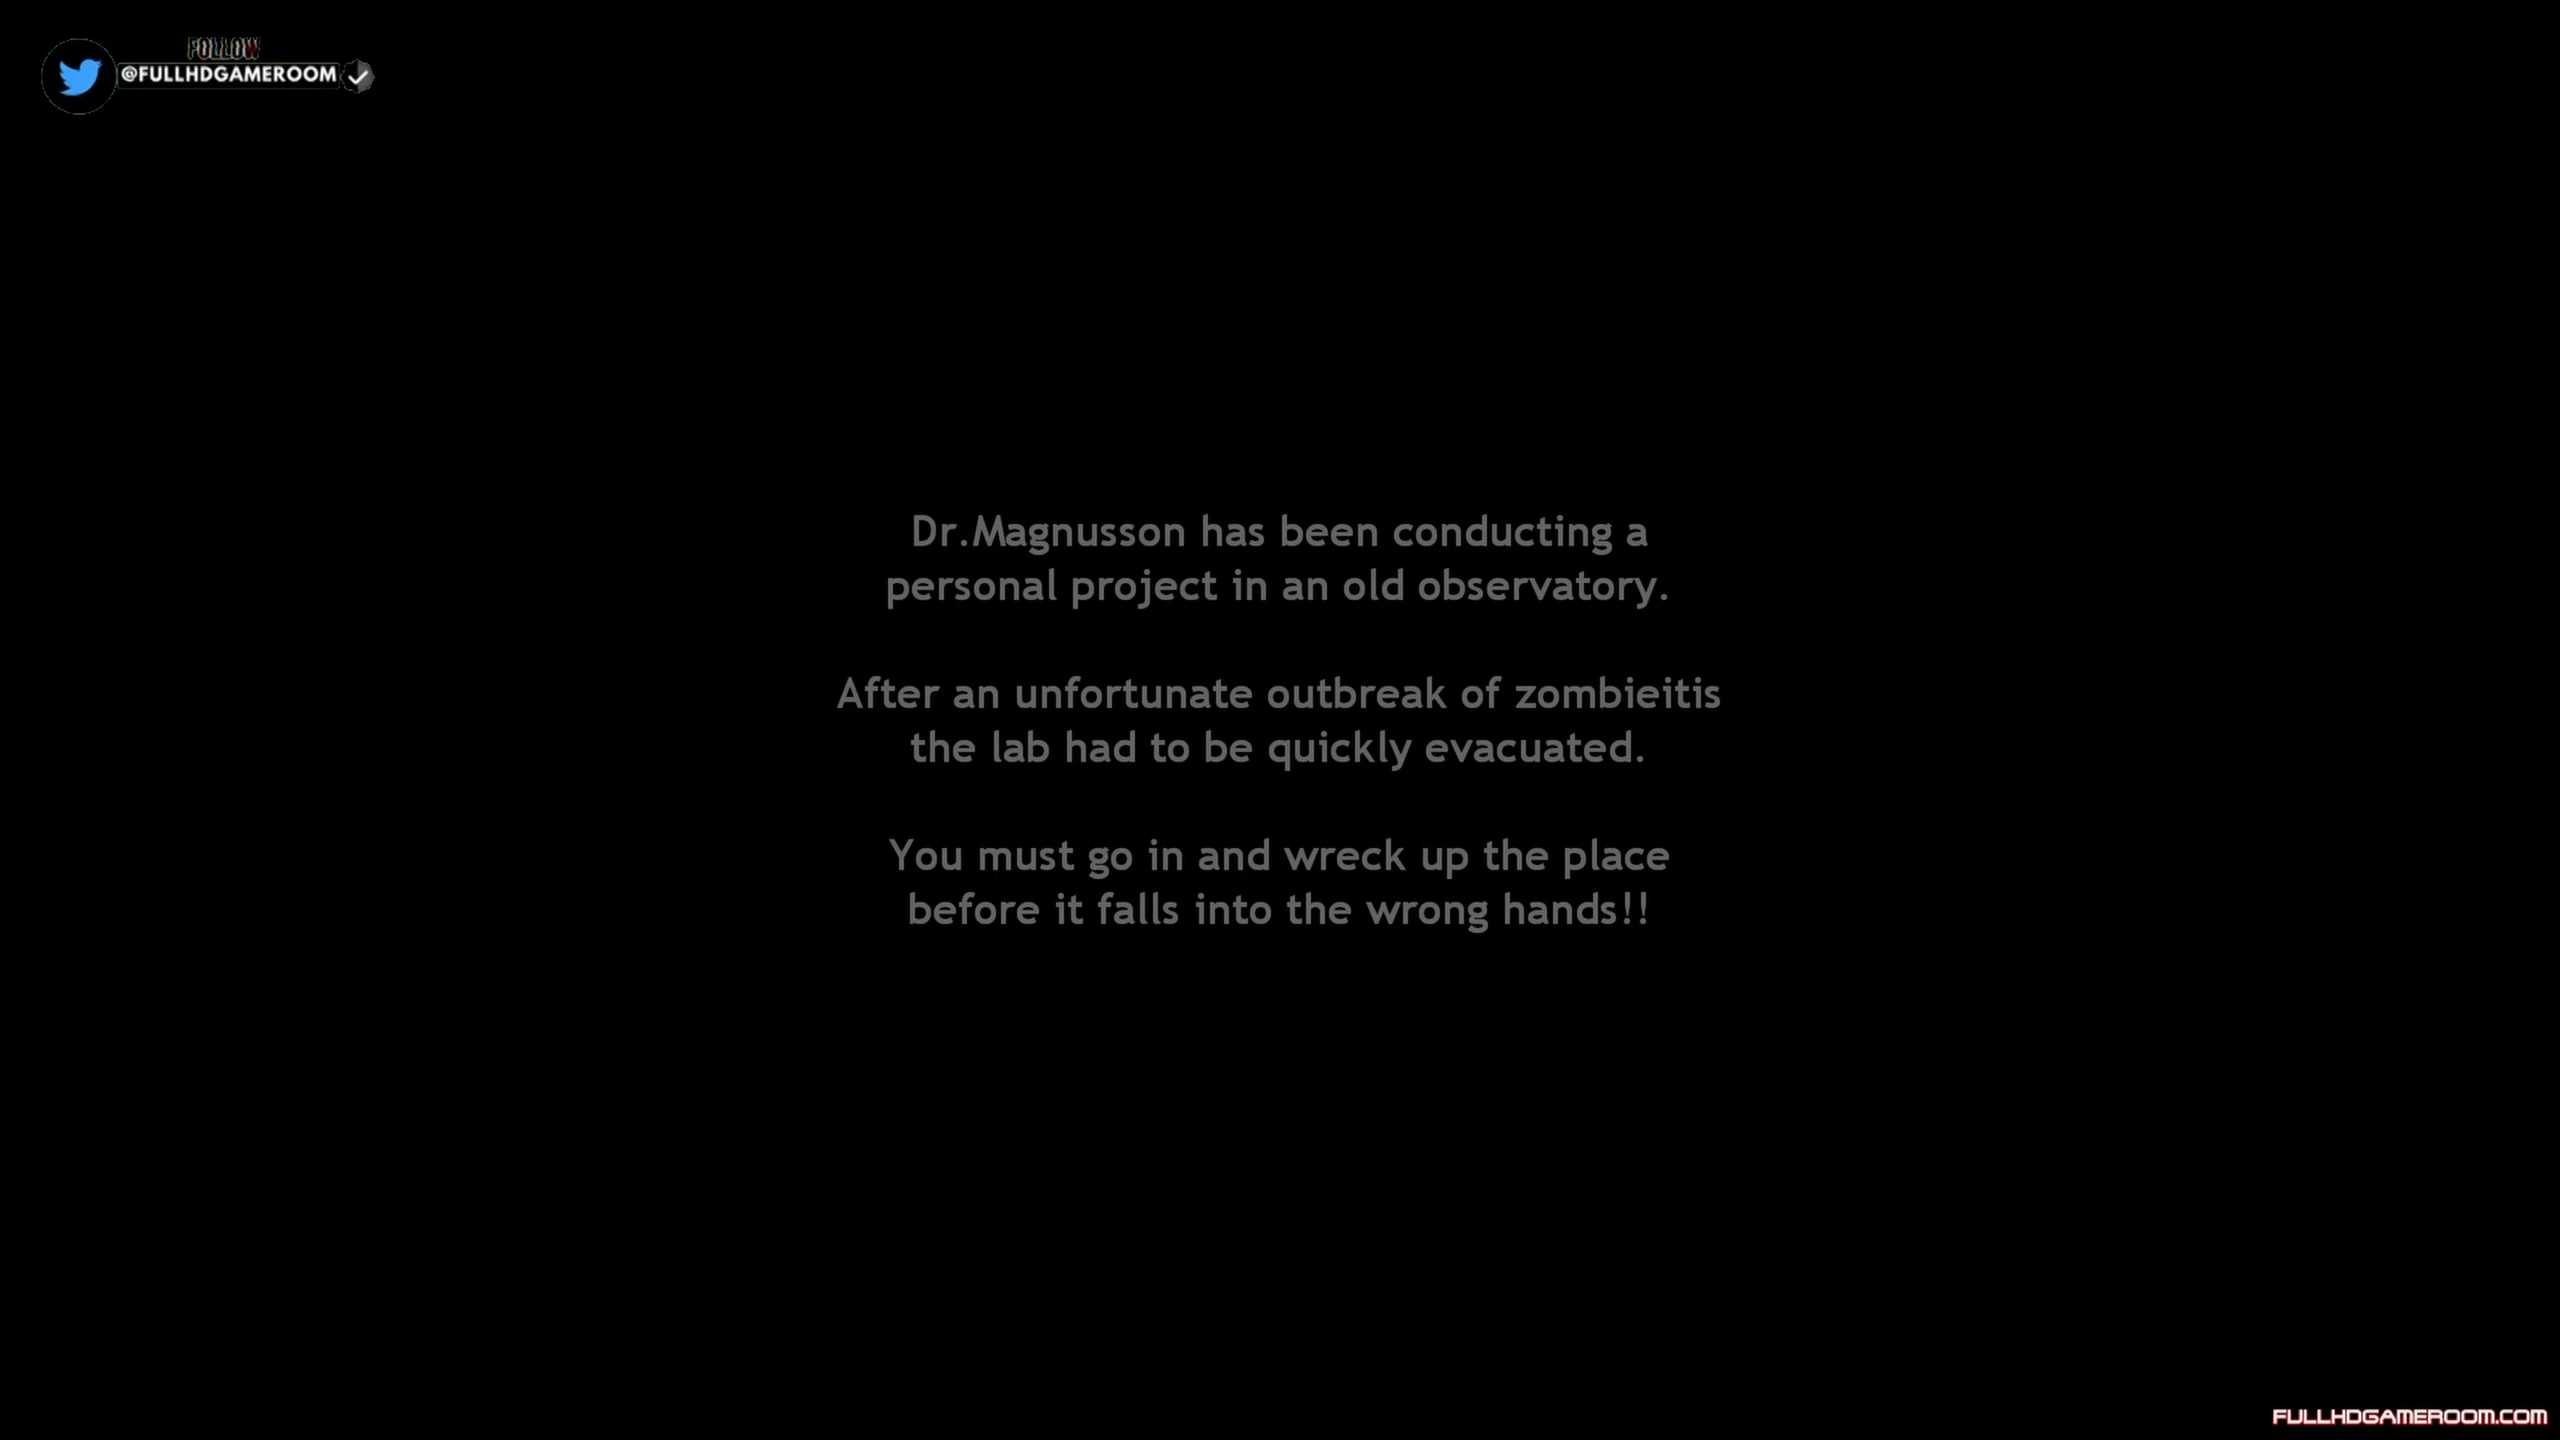 FOLLOW
@FULLHDGAMEROOM
Dr.Magnusson has been conducting a
personal project in an old observatory.
After an unfortunate outbreak of zombieitis
the lab had to be quickly evacuated.
You must go in and wreck up the place
before it falls into the wrong hands!!
FULLHDGAMEROOM.COM